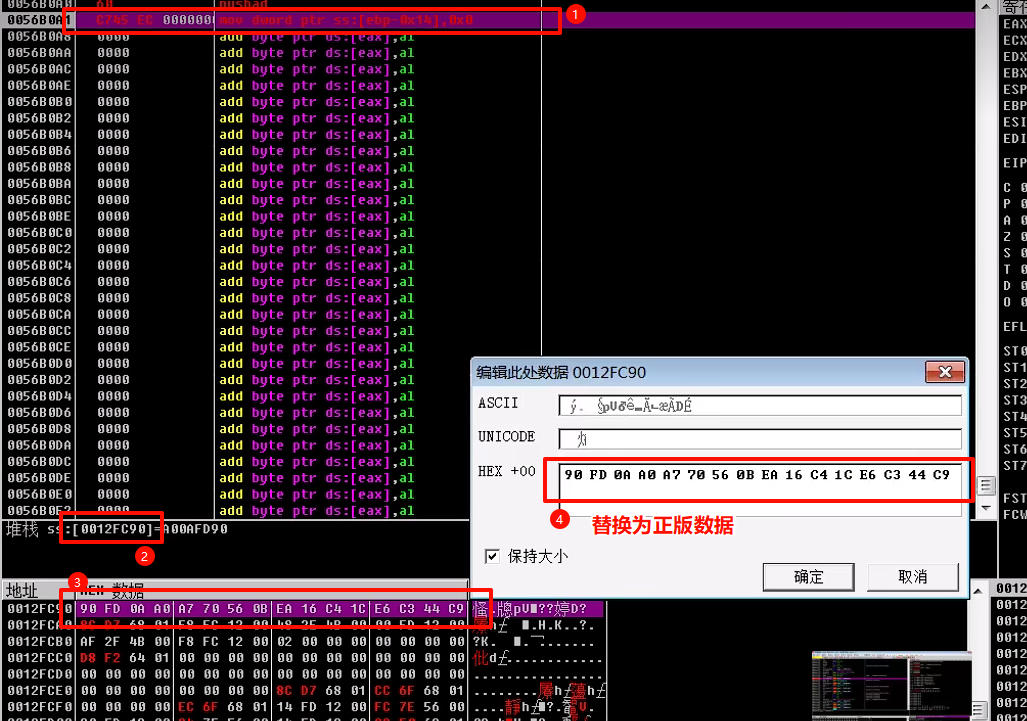 0056B0A0 60 pushad
0056B0A1 C745 EC 0000000 mov dword ptr ss:[ebp-0x14],0x0
①
0056B0A8 0000 add byte ptr ds:[eax],al
0056B0AA 0000 add byte ptr ds:[eax],al
0056B0AC 0000 add byte ptr ds:[eax],al
0056B0AE 0000 add byte ptr ds:[eax],al
0056B0B0 0000 add byte ptr ds:[eax],al
0056B0B2 0000 add byte ptr ds:[eax],al
0056B0B4 0000 add byte ptr ds:[eax],al
0056B0B6 0000 add byte ptr ds:[eax],al
0056B0B8 0000 add byte ptr ds:[eax],al
0056B0BA 0000 add byte ptr ds:[eax],al
0056B0BC 0000 add byte ptr ds:[eax],al
0056B0BE 0000 add byte ptr ds:[eax],al
0056B0C0 0000 add byte ptr ds:[eax],al
0056B0C2 0000 add byte ptr ds:[eax],al
0056B0C4 0000 add byte ptr ds:[eax],al
0056B0C6 0000 add byte ptr ds:[eax],al
0056B0C8 0000 add byte ptr ds:[eax],al
0056B0CA 0000 add byte ptr ds:[eax],al
0056B0CC 0000 add byte ptr ds:[eax],al
0056B0CE 0000 add byte ptr ds:[eax],al
0056B0D0 0000 add byte ptr ds:[eax],al
0056B0D2 0000 add byte ptr ds:[eax],al
0056B0D4 0000 add byte ptr ds:[eax],al
0056B0D6 0000 add byte ptr ds:[eax],al
0056B0D8 0000 add byte ptr ds:[eax],al
0056B0DA 0000 add byte ptr ds:[eax],al
0056B0DC 0000 add byte ptr ds:[eax],al
0056B0DE 0000 add byte ptr ds:[eax],al
0056B0E0 0000 add byte ptr ds:[eax],al
0056B0E2 0000 add byte ptr ds:[eax],al
堆栈 ss:[0012FC90]=A00AFD90
②
EAX
ECX
EDX
EBX
ESP
EBP
ESI
EDI
EIP
C 0
P 0
A 0
Z 0
S 0
T 0
D 0
O 0
EFL
ST0
ST1
ST2
ST3
ST4
ST5
ST6
ST7
FST
FCW
编辑此处数据 0012FC90
ASCII
UNICODE
HEX +00 90 FD 0A A0 A7 70 56 0B EA 16 C4 1C E6 C3 44 C9
④ 替换为正版数据
保持大小
确定 取消
③
地址 HEX 数据
0012FC90 90 FD 0A A0 A7 70 56 0B EA 16 C4 1C E6 C3 44 C9
0012FCA0 8C D7 68 01 F8 FC 12 00 48 2E 4B 00 00 FD 12 00
0012FCB0 AF 2F 4B 00 F8 FC 12 00 02 00 00 00 00 00 00 00
0012FCC0 D8 F2 64 01 00 00 00 00 00 00 00 00 00 00 00 00
0012FCD0 00 00 00 00 00 00 00 00 00 00 00 00 00 00 00 00
0012FCE0 00 00 00 00 00 00 00 00 8C D7 68 01 CC 6F 68 01
0012FCF0 00 00 00 00 EC 6F 68 01 14 FD 12 00 FC 7E 56 00